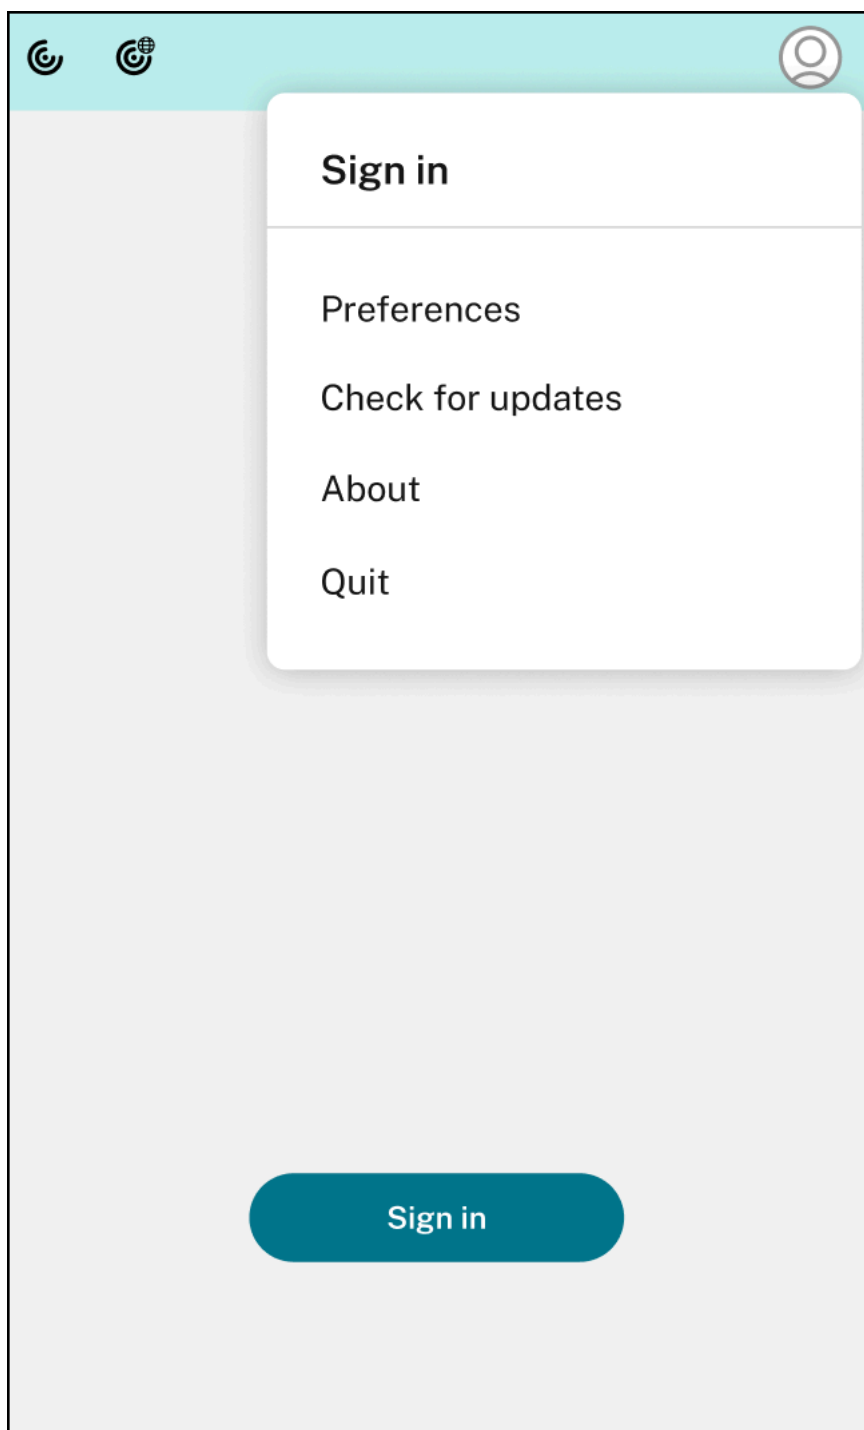 Sign in
Preferences
Check for updates
About
Quit
Sign in